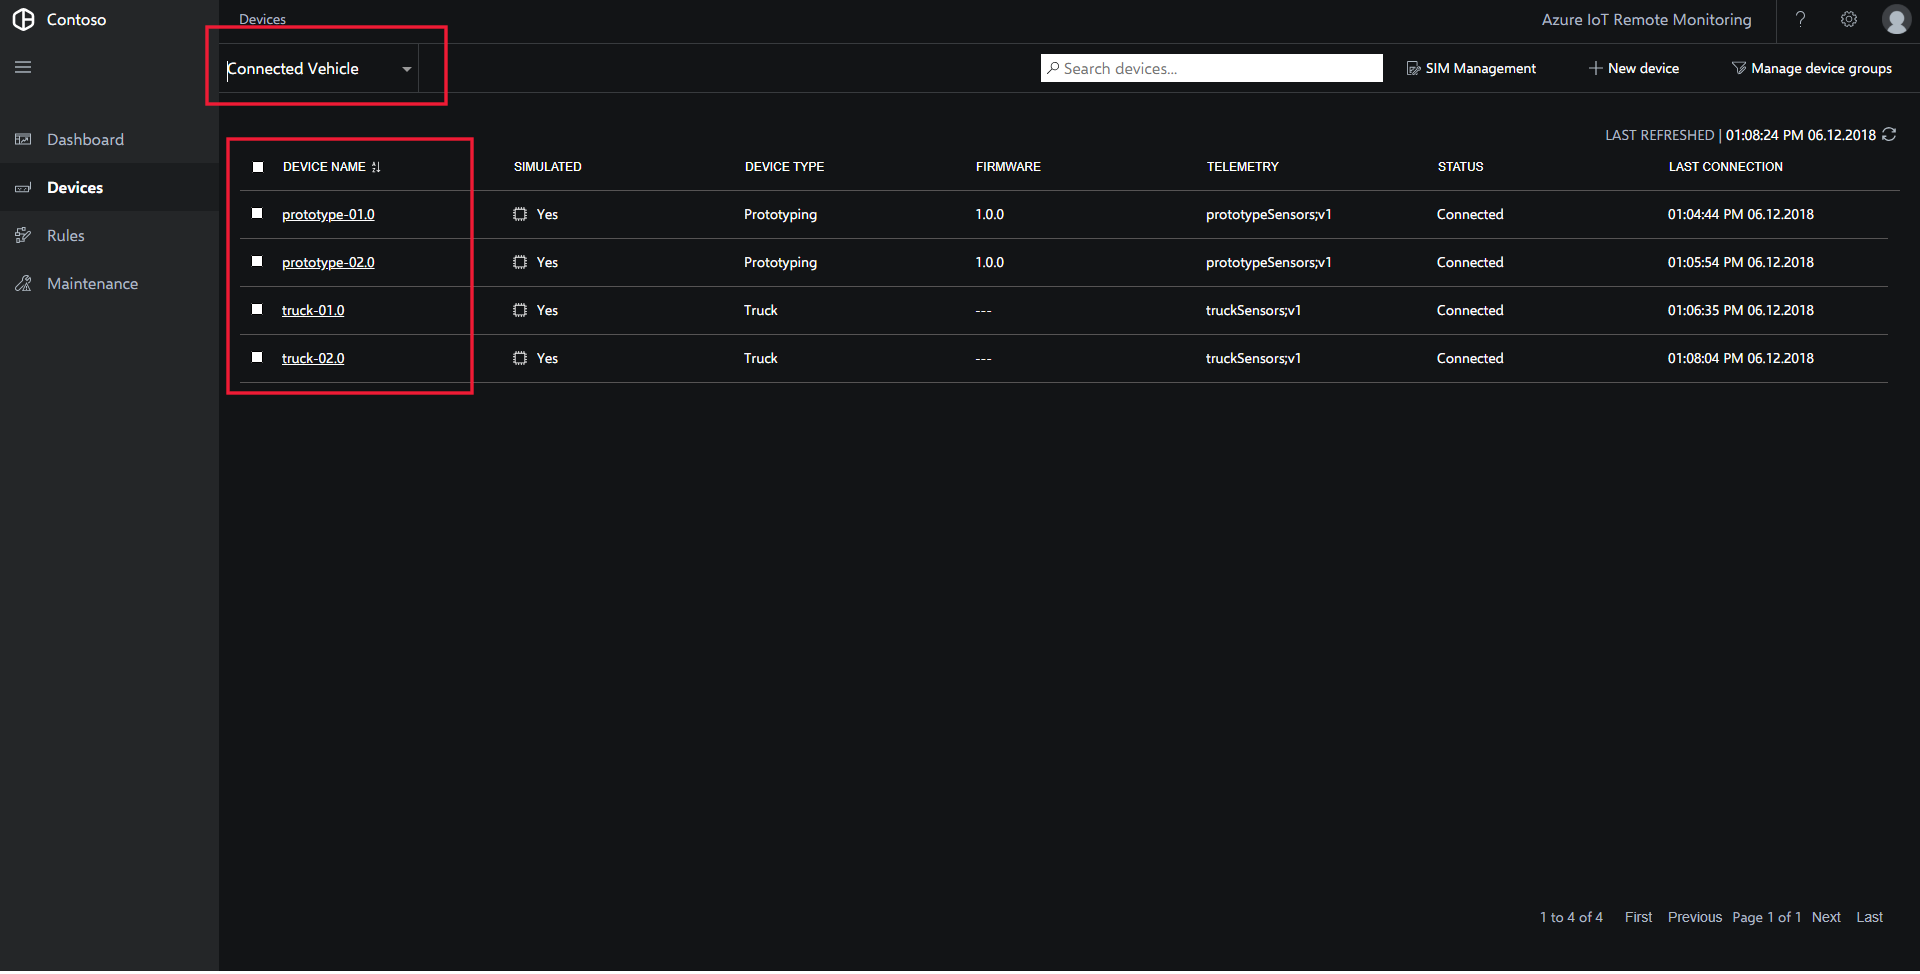 Contoso
Devices
Azure IoT Remote Monitoring ?
Connected Vehicle
Search devices...
SIM Management
New device
Manage device groups
Dashboard
Devices
Rules
Maintenance
LAST REFRESHED | 01:08:24 PM 06.12.2018
DEVICE NAME SIMULATED DEVICE TYPE FIRMWARE TELEMETRY STATUS LAST CONNECTION
prototype-01.0 Yes Prototyping 1.0.0 prototypeSensors;v1 Connected 01:04:44 PM 06.12.2018
prototype-02.0 Yes Prototyping 1.0.0 prototypeSensors;v1 Connected 01:05:54 PM 06.12.2018
truck-01.0 Yes Truck --- truckSensors;v1 Connected 01:06:35 PM 06.12.2018
truck-02.0 Yes Truck --- truckSensors;v1 Connected 01:08:04 PM 06.12.2018
1 to 4 of 4 First Previous Page 1 of 1 Next Last